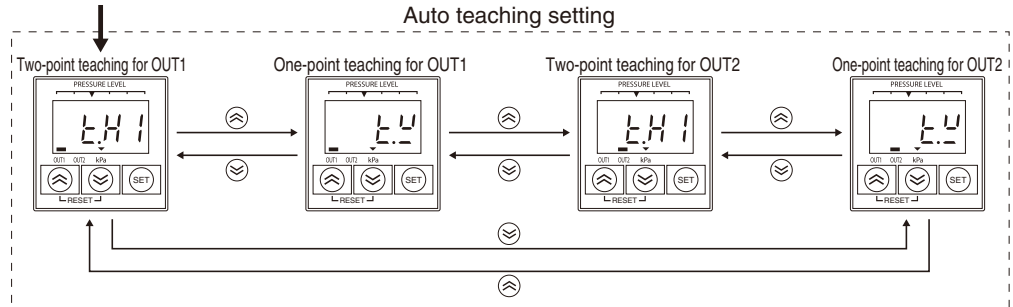 Auto teaching setting
Two-point teaching for OUT1
One-point teaching for OUT1
Two-point teaching for OUT2
One-point teaching for OUT2
PRESSURE LEVEL
PRESSURE LEVEL
PRESSURE LEVEL
PRESSURE LEVEL
t.H1
t.H1
OUT1 OUT2 kPa
OUT1 OUT2 kPa
OUT1 OUT2 kPa
OUT1 OUT2 kPa
SET
SET
SET
SET
RESET
RESET
RESET
RESET